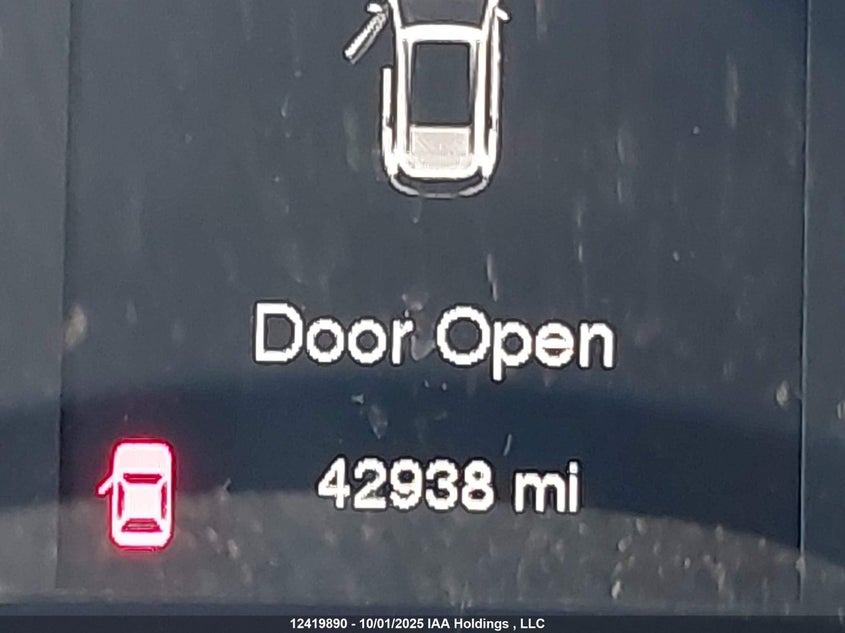 Door Open
42938 mi
12419890 - 10/01/2025 IAA Holdings , LLC